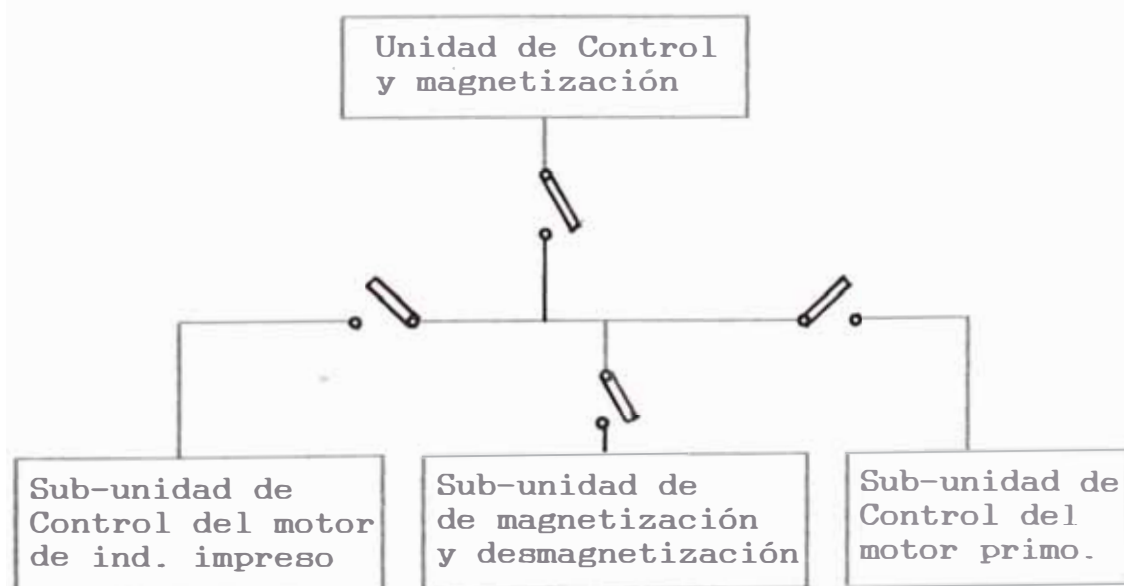 Unidad de Control
y magnetización
Sub-unidad de
Control del motor
de ind. impreso
Sub-unidad de
de magnetización
y desmagnetización
Sub-unidad de
Control del
motor primo.